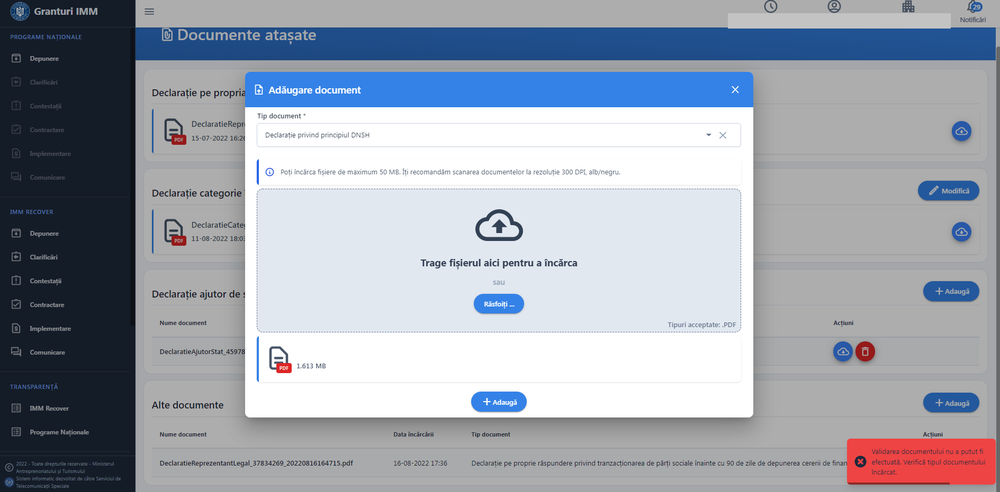 Granturi IMM
29
Notificări
PROGRAME NAȚIONALE
Depunere
Clarificări
Contestații
Contractare
Implementare
Comunicare
IMM RECOVER
Depunere
Clarificări
Contestații
Contractare
Implementare
Comunicare
TRANSPARENȚĂ
IMM Recover
Programe Naționale
2022 - Toate drepturile rezervate - Ministerul
Antreprenoriatului și Turismului
Sistem informatic dezvoltat de către Serviciul de
Telecomunicații Speciale
Documente atașate
Declarație pe propria
DeclaratieRepr
PDF
15-07-2022 16:26
Declarație categorie
Modifică
DeclaratieCate
PDF
11-08-2022 18:03
Declarație ajutor de
Adaugă
Nume document
Acțiuni
DeclaratieAjutorStat_45978
Alte documente
Adaugă
Nume document
Data încărcării
Tip document
Acțiuni
DeclaratieReprezentantLegal_37834269_20220816164715.pdf
16-08-2022 17:36
Declarație pe proprie răspundere privind tranzacționarea de părți sociale înainte cu 90 de zile de depunerea cererii de finan
Adăugare document
Tip document *
Declarație privind principiul DNSH
Poți încărca fișiere de maximum 50 MB. Îți recomandăm scanarea documentelor la rezoluție 300 DPI, alb/negru.
Trage fișierul aici pentru a încărca
sau
Răsfoiți ...
Tipuri acceptate: .PDF
PDF
1.613 MB
Adaugă
Validarea documentului nu a putut fi
efectuată. Verifică tipul documentului
încărcat.